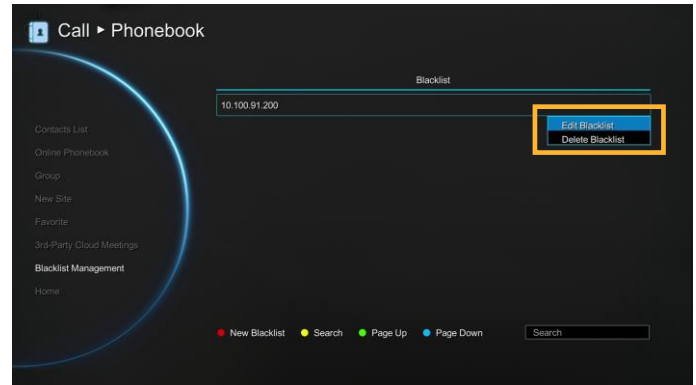 Call ▸ Phonebook
Blacklist
10.100.91.200
Edit Blacklist
Delete Blacklist
Contacts List
Online Phonebook
Group
New Site
Favorite
3rd-Party Cloud Meetings
Blacklist Management
Home
New Blacklist Search Page Up Page Down Search